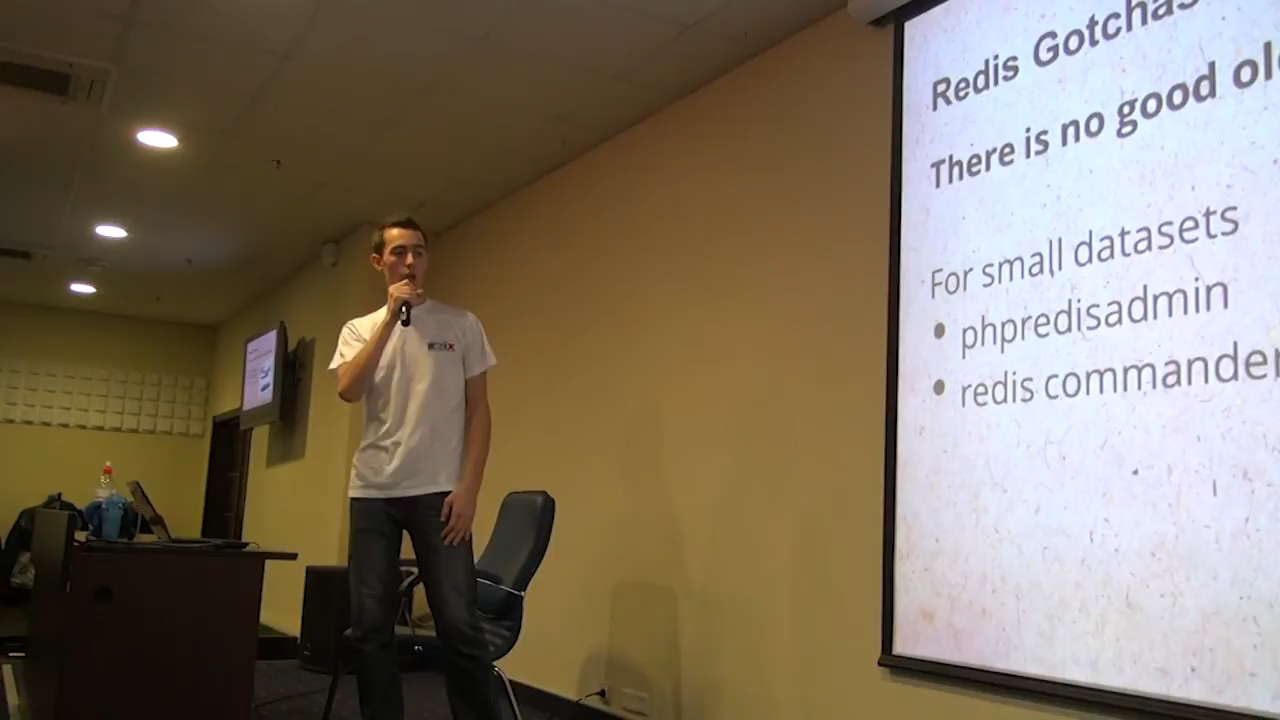 Redis Gotchas
There is no good
For small datasets
• phpredisadmin
• redis commander